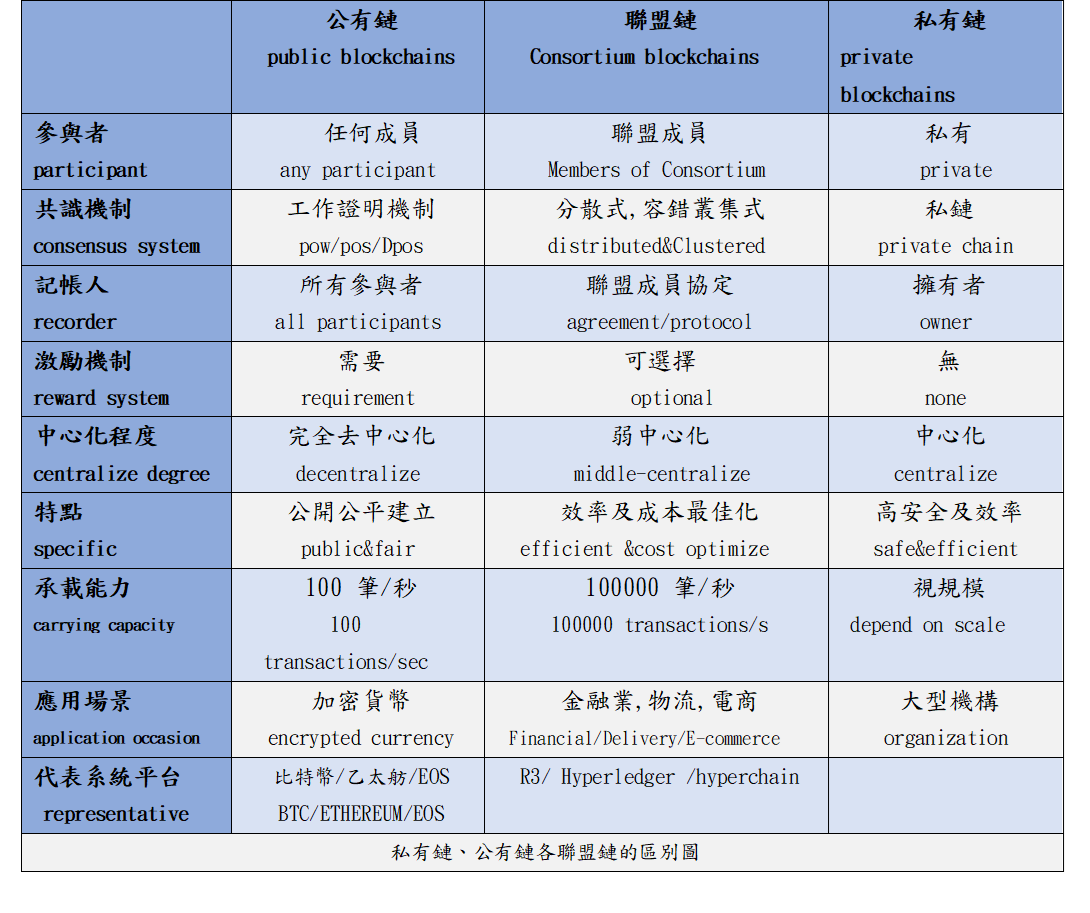 公有鏈 聯盟鏈 私有鏈
public blockchains Consortium blockchains private
blockchains
參與者 任何成員 聯盟成員 私有
participant any participant Members of Consortium private
共識機制 工作證明機制 分散式,容錯叢集式 私鏈
consensus system pow/pos/Dpos distributed&Clustered private chain
記帳人 所有參與者 聯盟成員協定 擁有者
recorder all participants agreement/protocol owner
激勵機制 需要 可選擇 無
reward system requirement optional none
中心化程度 完全去中心化 弱中心化 中心化
centralize degree decentralize middle-centralize centralize
特點 公開公平建立 效率及成本最佳化 高安全及效率
specific public&fair efficient &cost optimize safe&efficient
承載能力 100 筆/秒 100000 筆/秒 視規模
carrying capacity 100 100000 transactions/s depend on scale
transactions/sec
應用場景 加密貨幣 金融業,物流,電商 大型機構
application occasion encrypted currency Financial/Delivery/E-commerce organization
代表系統平台 比特幣/乙太舫/EOS R3/ Hyperledger /hyperchain
representative BTC/ETHEREUM/EOS
私有鏈、公有鏈各聯盟鏈的區別圖